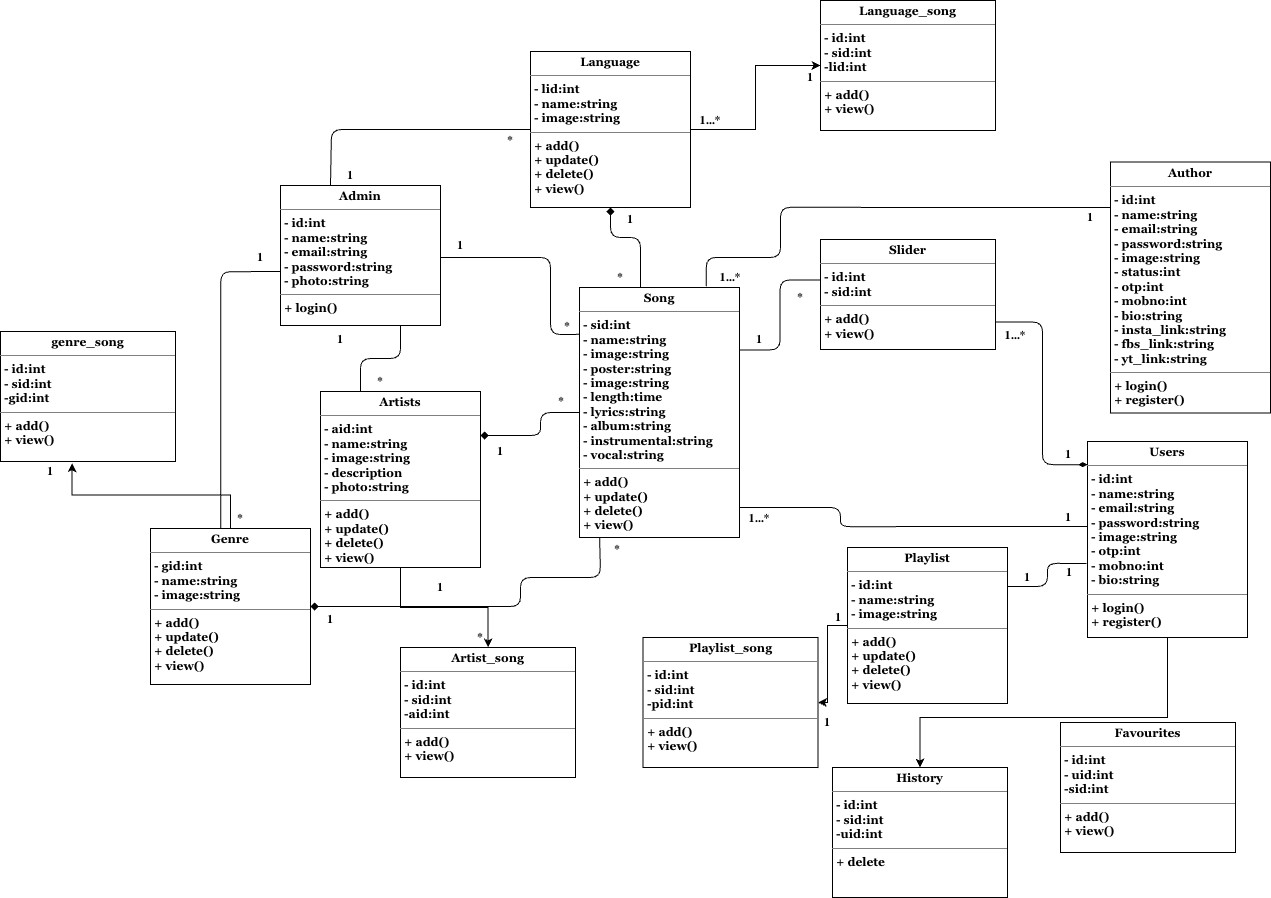 Language_song
- id:int
- sid:int
-lid:int
+ add()
+ view()
1
Language
- lid:int
- name:string
- image:string
+ add()
+ update()
+ delete()
+ view()
1...*
*
1
1
*
Admin
- id:int
- name:string
- email:string
- password:string
- photo:string
+ login()
1
1
*
1
*
Author
- id:int
- name:string
- email:string
- password:string
- image:string
- status:int
- otp:int
- mobno:int
- bio:string
- insta_link:string
- fbs_link:string
- yt_link:string
+ login()
+ register()
1
1...*
Slider
- id:int
- sid:int
+ add()
+ view()
*
1
1...*
1
Song
- sid:int
- name:string
- image:string
- poster:string
- image:string
- length:time
- lyrics:string
- album:string
- instrumental:string
- vocal:string
+ add()
+ update()
+ delete()
+ view()
*
1...*
1
*
genre_song
- id:int
- sid:int
-gid:int
+ add()
+ view()
1
*
Artists
- aid:int
- name:string
- image:string
- description
- photo:string
+ add()
+ update()
+ delete()
+ view()
1
1
*
Users
- id:int
- name:string
- email:string
- password:string
- image:string
- otp:int
- mobno:int
- bio:string
+ login()
+ register()
1
1
Genre
- gid:int
- name:string
- image:string
+ add()
+ update()
+ delete()
+ view()
1
Playlist
- id:int
- name:string
- image:string
+ add()
+ update()
+ delete()
+ view()
1
1
Playlist_song
- id:int
- sid:int
-pid:int
+ add()
+ view()
Artist_song
- id:int
- sid:int
-aid:int
+ add()
+ view()
Favourites
- id:int
- uid:int
-sid:int
+ add()
+ view()
History
- id:int
- sid:int
-uid:int
+ delete